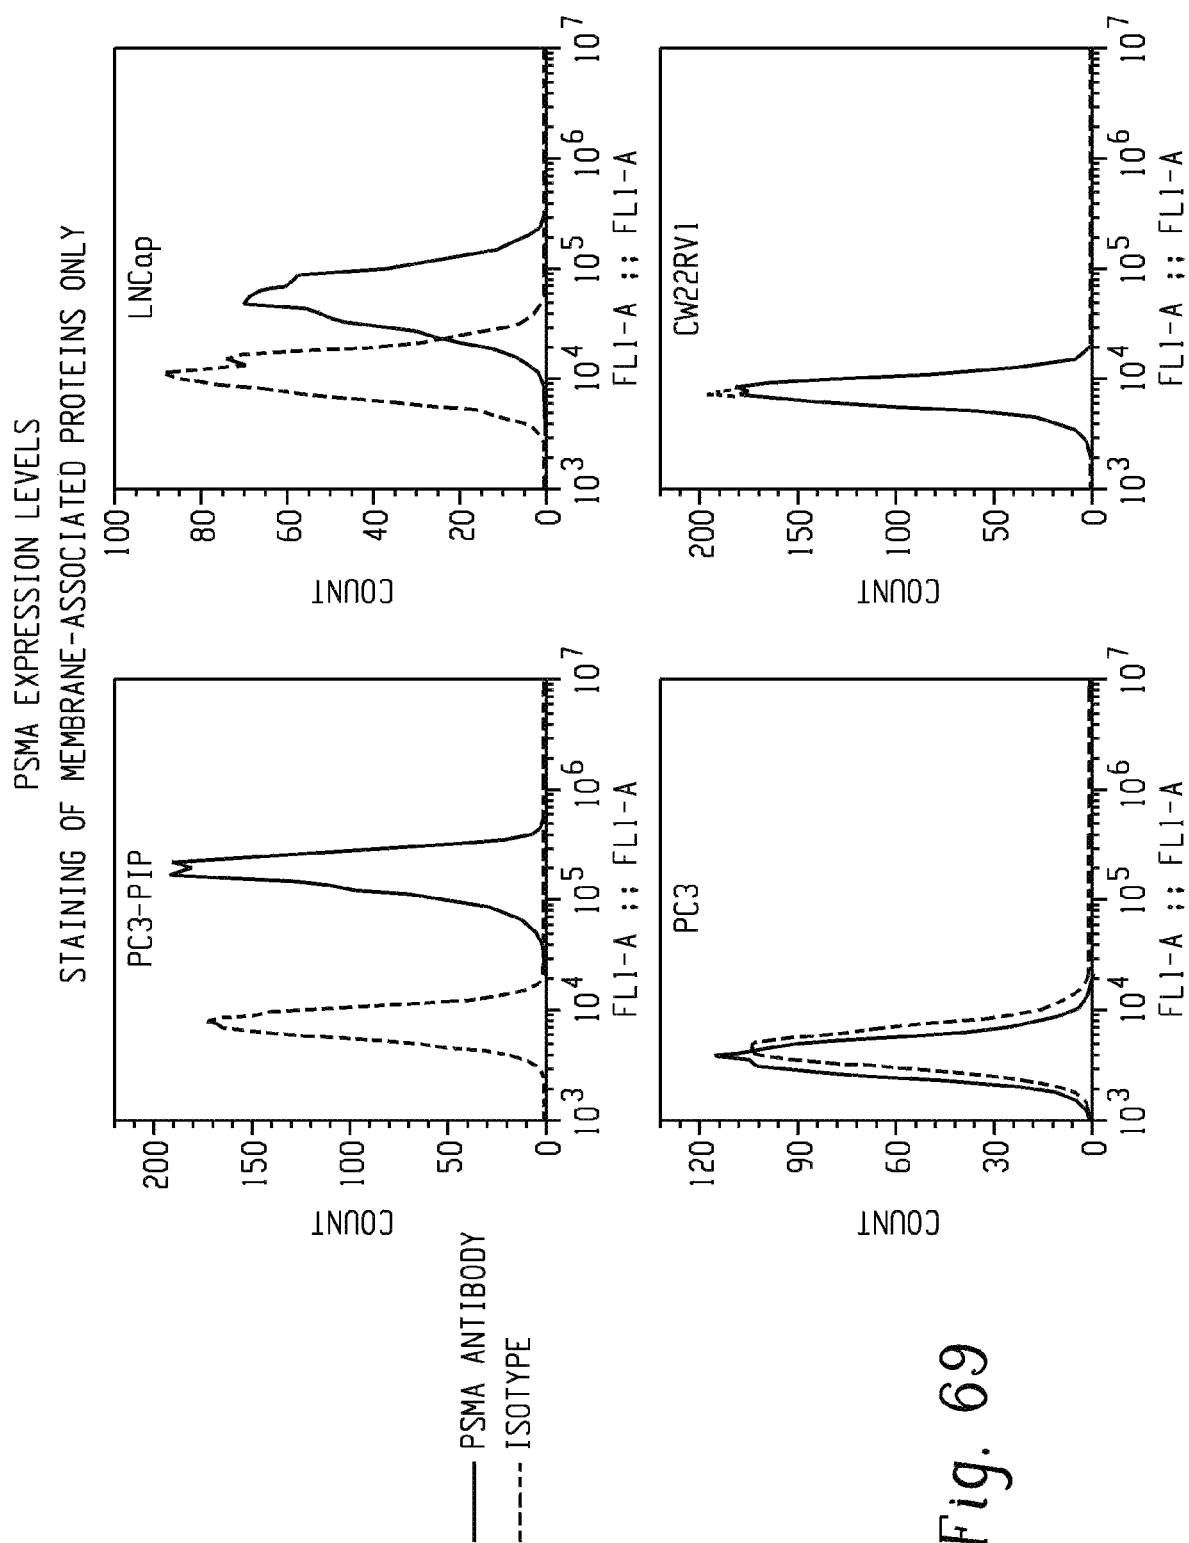 PSMA EXPRESSION LEVELS
STAINING OF MEMBRANE-ASSOCIATED PROTEINS ONLY
PSMA ANTIBODY
ISOTYPE
PC3-PIP
COUNT
200
150
100
50
0
10^3 10^4 10^5 10^6 10^7
FL1-A :: FL1-A
LNCap
COUNT
100
80
60
40
20
0
10^3 10^4 10^5 10^6 10^7
FL1-A :: FL1-A
PC3
COUNT
120
90
60
30
0
10^3 10^4 10^5 10^6 10^7
FL1-A :: FL1-A
CW22RV1
COUNT
200
150
100
50
0
10^3 10^4 10^5 10^6 10^7
FL1-A :: FL1-A
Fig. 69